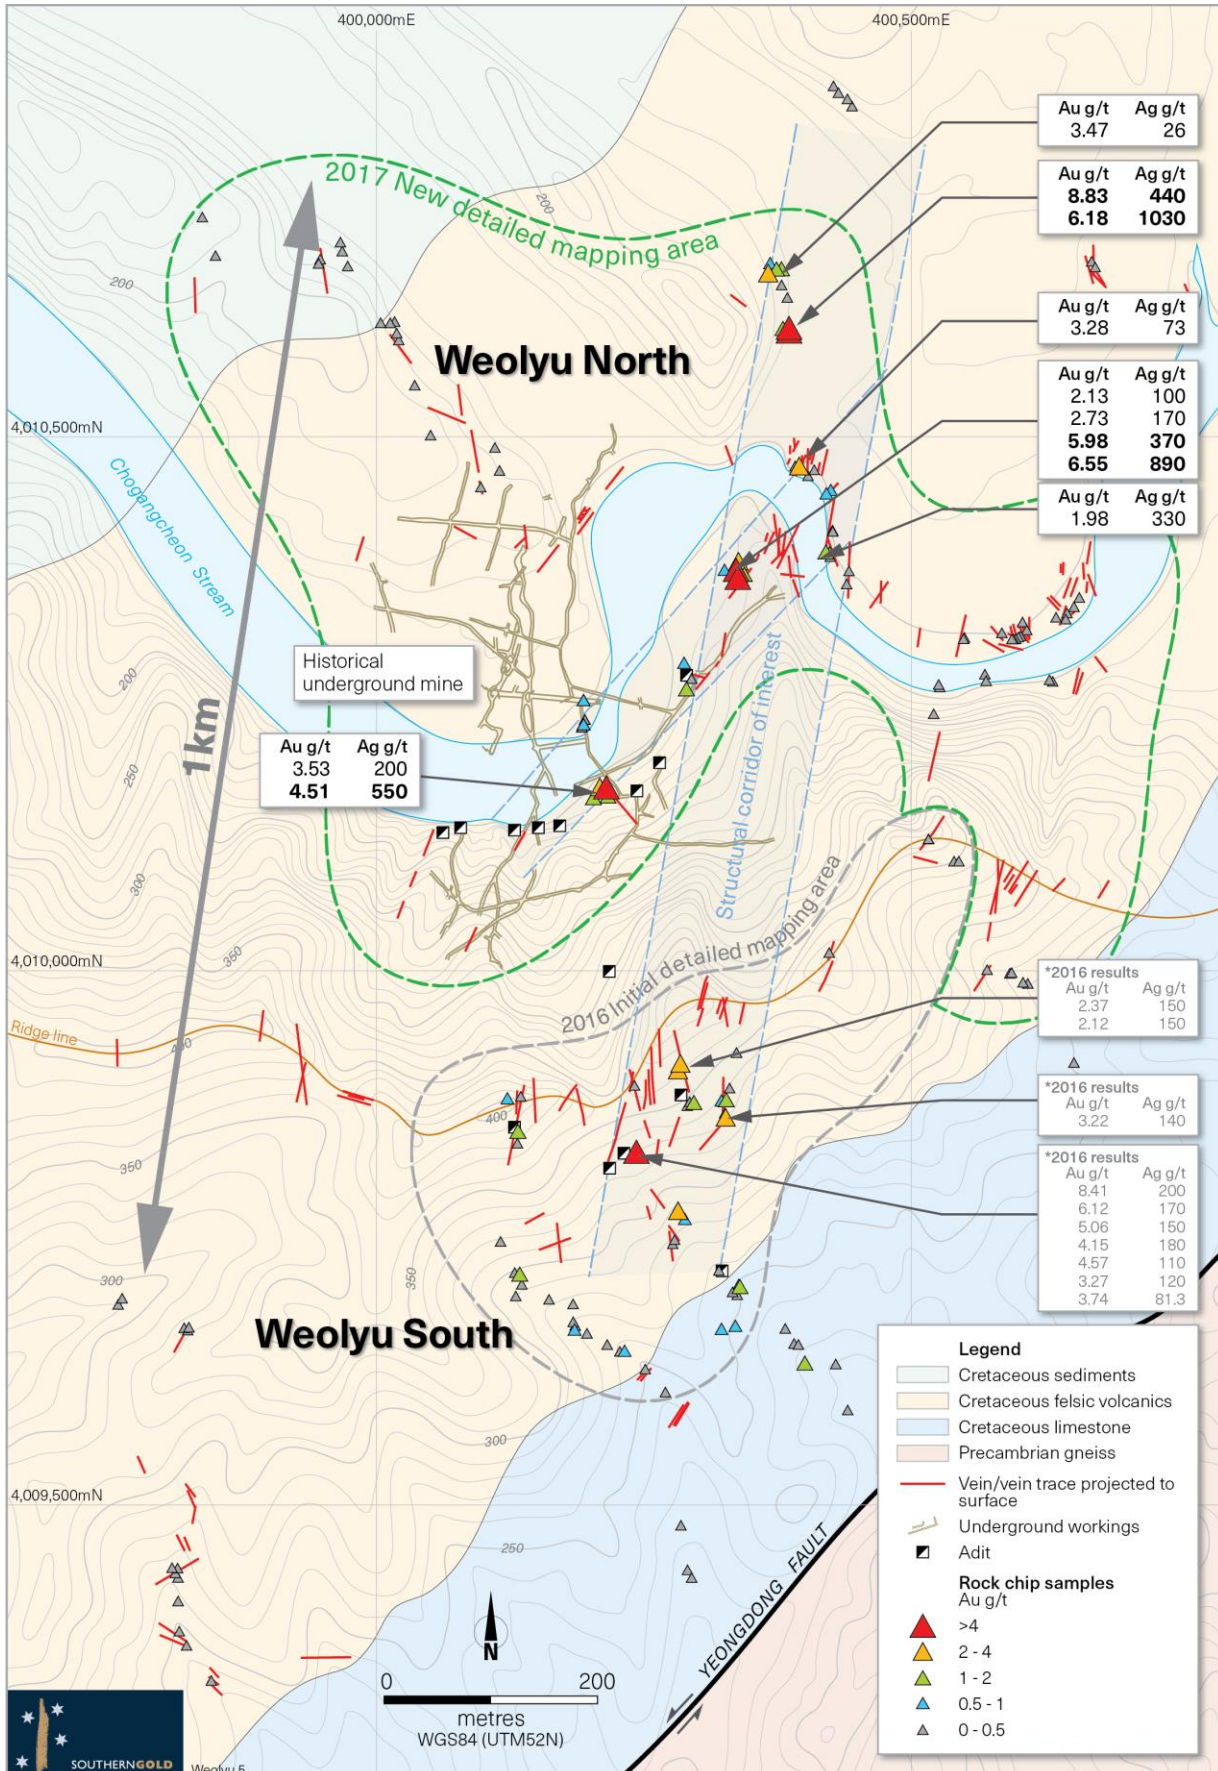 400,000mE
400,500mE
Au g/t Ag g/t
3.47 26
Au g/t Ag g/t
8.83 440
6.18 1030
2017 New detailed mapping area
200
200
Au g/t Ag g/t
3.28 73
Weolyu North
Au g/t Ag g/t
2.13 100
2.73 170
5.98 370
6.55 890
4,010,500mN
Chogangcheon Stream
Au g/t Ag g/t
1.98 330
Historical
underground mine
200
1km
250
Au g/t Ag g/t
3.53 200
4.51 550
Structural corridor of interest
300
350
4,010,000mN
2016 Initial detailed mapping area
*2016 results
Au g/t Ag g/t
2.37 150
2.12 150
Ridge line
400
400
*2016 results
Au g/t Ag g/t
3.22 140
350
*2016 results
Au g/t Ag g/t
8.41 200
6.12 170
5.06 150
4.15 180
4.57 110
3.27 120
3.74 81.3
300
350
Weolyu South
Legend
Cretaceous sediments
Cretaceous felsic volcanics
Cretaceous limestone
Precambrian gneiss
Vein/vein trace projected to
surface
Underground workings
Adit
Rock chip samples
Au g/t
>4
2 - 4
1 - 2
0.5 - 1
0 - 0.5
300
4,009,500mN
250
YEONGDONG FAULT
N
0 200
metres
WGS84 (UTM52N)
SOUTHERNGOLD
Weolyu 5